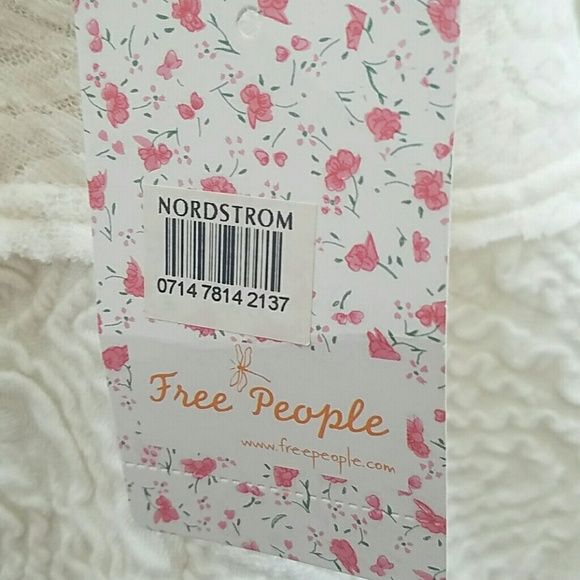 NORDSTROM
0714 7814 2137
Free People
www.freepeople.com